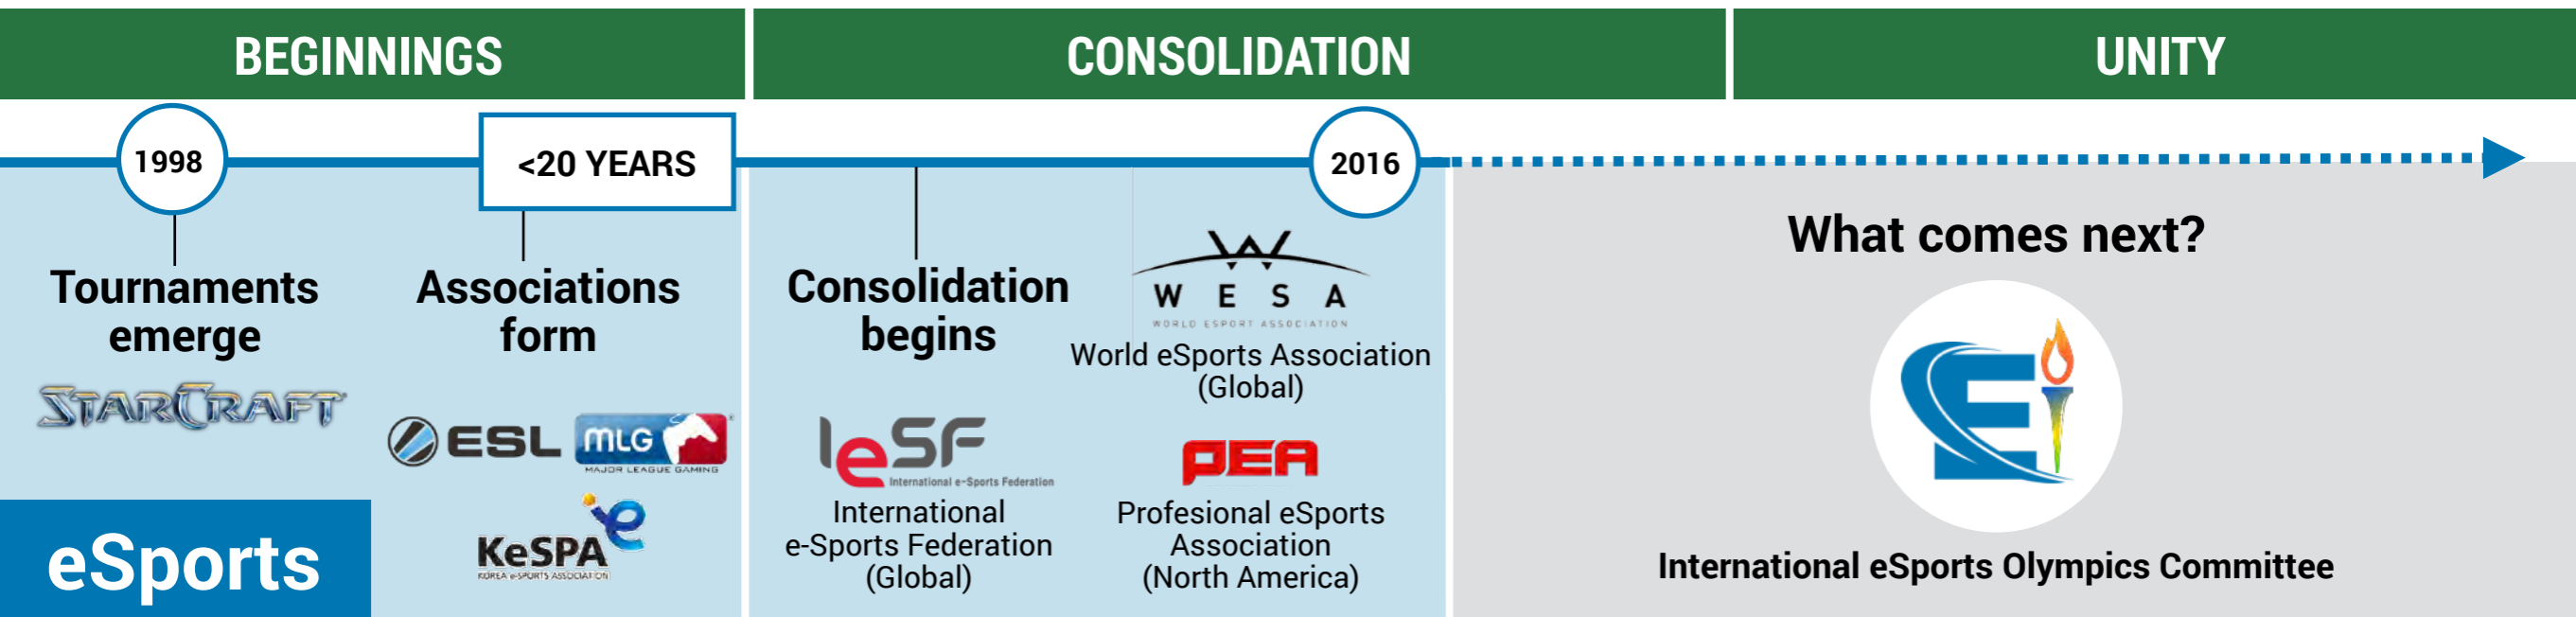 BEGINNINGS
CONSOLIDATION
UNITY
1998
<20 YEARS
2016
Tournaments
emerge
STARCRAFT
eSports
Associations
form
ESL
MLG
MAJOR LEAGUE GAMING
e
KeSPA
KOREA e-SPORTS ASSOCIATION
Consolidation
begins
IeSF
International e-Sports Federation
International
e-Sports Federation
(Global)
W E S A
WORLD ESPORT ASSOCIATION
World eSports Association
(Global)
PEA
Profesional eSports
Association
(North America)
What comes next?
E
International eSports Olympics Committee